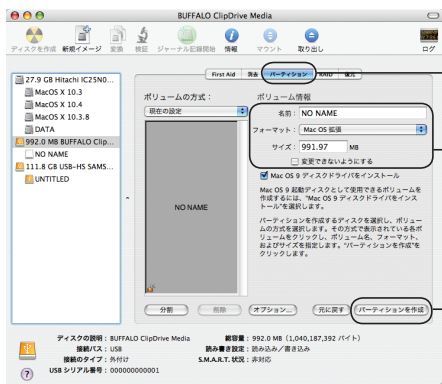 BUFFALO ClipDrive Media
ディスクを作成 新規イメージ 変換 検証 ジャーナル記録開始 情報 マウント 取り出し ログ
27.9 GB Hitachi IC25N0...
MacOS X 10.3
MacOS X 10.4
MacOS X 10.3.8
DATA
992.0 MB BUFFALO Clip...
NO NAME
111.8 GB USB-HS SAMS...
UNTITLED
First Aid 消去 パーティション RAID 復元
ボリュームの方式：
現在の設定
NO NAME
ボリューム情報
名前： NO NAME
フォーマット： Mac OS 拡張
サイズ： 991.97 MB
変更できないようにする
Mac OS 9 ディスクドライバをインストール
Mac OS 9 起動ディスクとして使用できるボリュームを
作成するには、"Mac OS 9 ディスクドライバをインス
トール"を選択します。
パーティションを作成するディスクを選択し、ボリュー
ムの方式を選択します。その方式で表示されている各ボ
リュームをクリックし、ボリューム名、フォーマット、
およびサイズを指定します。"パーティションを作成"を
クリックします。
分割 削除 オプション... 元に戻す パーティションを作成
ディスクの説明：BUFFALO ClipDrive Media
接続バス：USB
接続のタイプ：外付け
USB シリアル番号：000000000001
総容量：992.0 MB（1,040,187,392 バイト）
読み書き設定：読み込み／書き込み
S.M.A.R.T. 状況：非対応
?